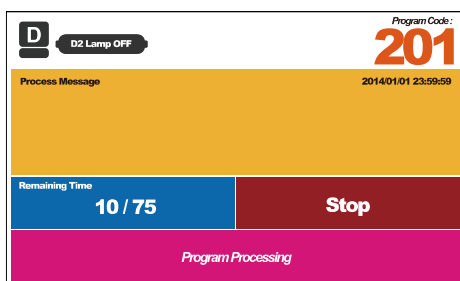 D
D2 Lamp OFF
Program Code :
201
Process Message
2014/01/01 23:59:59
Remaining Time
10 / 75
Stop
Program Processing